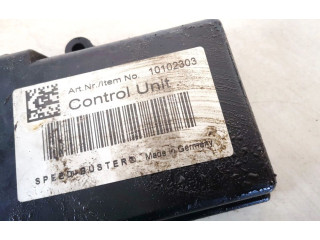 Art.Nr./Item No. 10102303
Control Unit
SPEED-BUSTER® Made in Germany